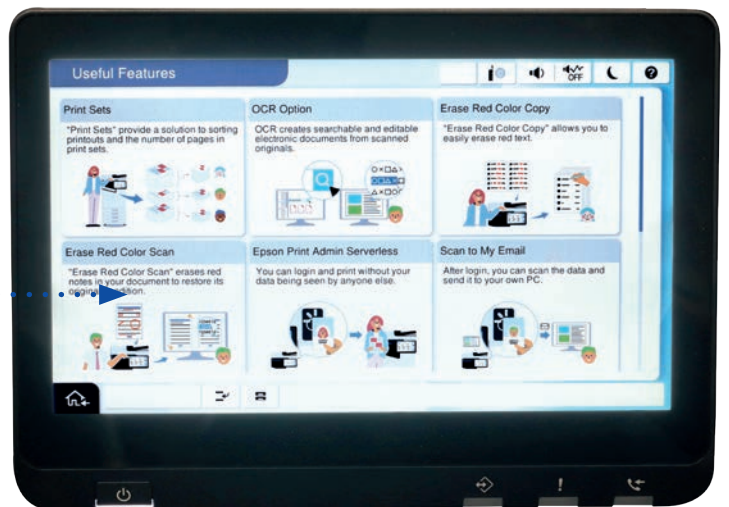 Useful Features
OFF
Print Sets
"Print Sets" provide a solution to sorting
printouts and the number of pages in
print sets.
OCR Option
OCR creates searchable and editable
electronic documents from scanned
originals.
Erase Red Color Copy
"Erase Red Color Copy" allows you to
easily erase red text.
Erase Red Color Scan
"Erase Red Color Scan" erases red
notes in your document to restore its
original condition.
Epson Print Admin Serverless
You can login and print without your
data being seen by anyone else.
Scan to My Email
After login, you can scan the data and
send it to your own PC.